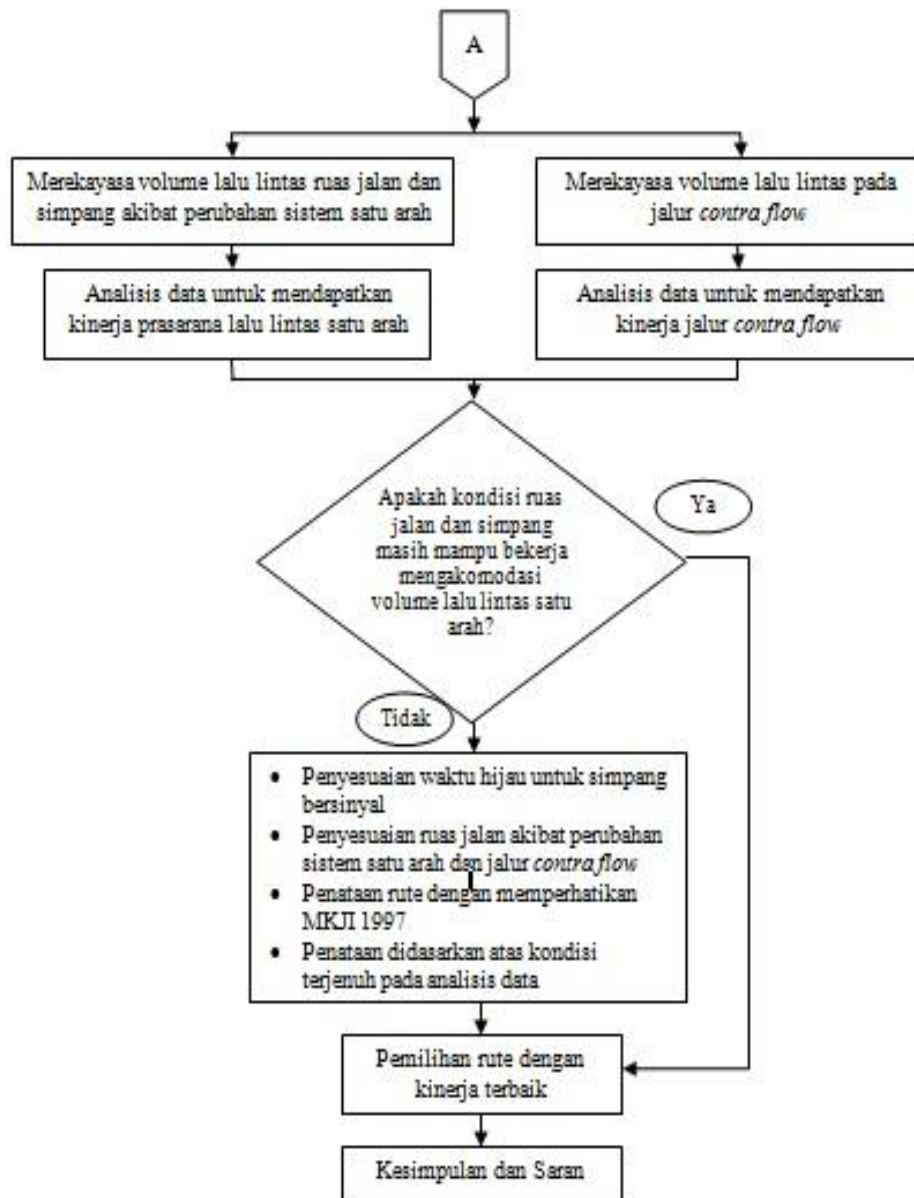 A
Merekayasa volume lalu lintas ruas jalan dan
simpang akibat perubahan sistem satu arah
Merekayasa volume lalu lintas pada
jalur contra flow
Analisis data untuk mendapatkan
kinerja prasarana lalu lintas satu arah
Analisis data untuk mendapatkan
kinerja jalur contra flow
Apakah kondisi ruas
jalan dan simpang
masih mampu bekerja
mengakomodasi
volume lalu lintas satu
arah?
Ya
Tidak
• Penyesuaian waktu hijau untuk simpang
bersinyal
• Penyesuaian ruas jalan akibat perubahan
sistem satu arah dan jalur contra flow
• Penataan rute dengan memperhatikan
MKJI 1997
• Penataan didasarkan atas kondisi
terjenuh pada analisis data
Pemilihan rute dengan
kinerja terbaik
Kesimpulan dan Saran